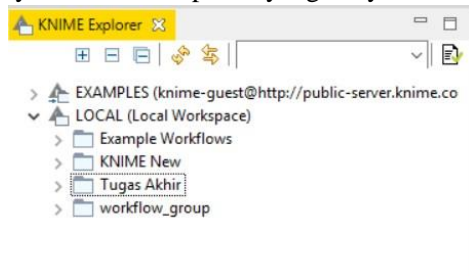 KNIME Explorer
EXAMPLES (knime-guest@http://public-server.knime.co
LOCAL (Local Workspace)
Example Workflows
KNIME New
Tugas Akhir
workflow_group